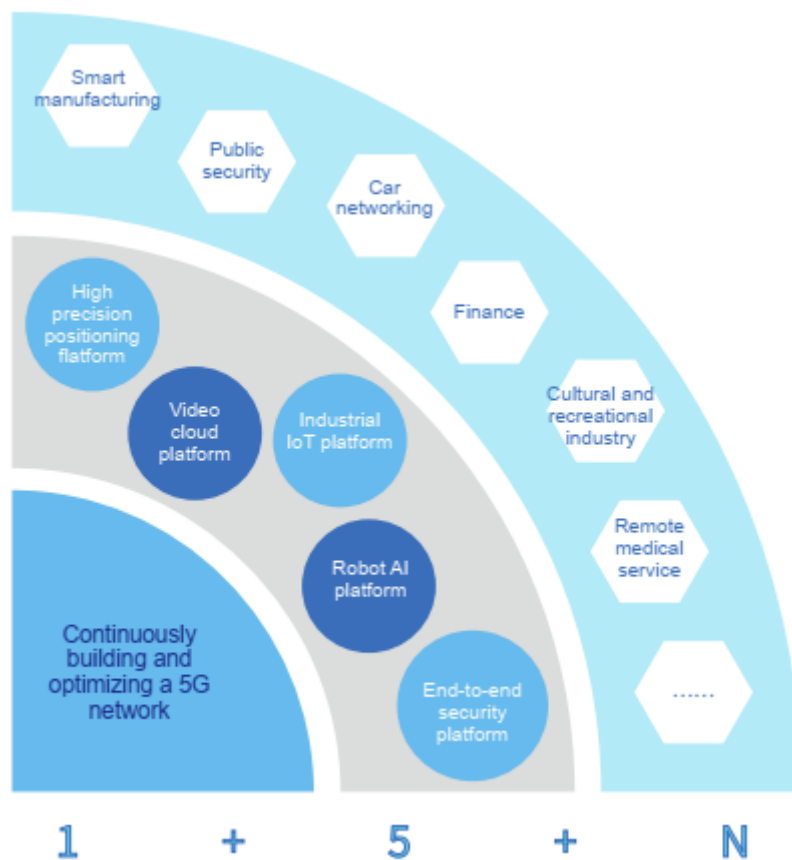 Smart
manufacturing
Public
security
Car
networking
Finance
Cultural and
recreational
industry
Remote
medical
service
......
High
precision
positioning
flatform
Video
cloud
platform
Industrial
IoT platform
Robot AI
platform
End-to-end
security
platform
Continuously
building and
optimizing a 5G
network
1 + 5 + N